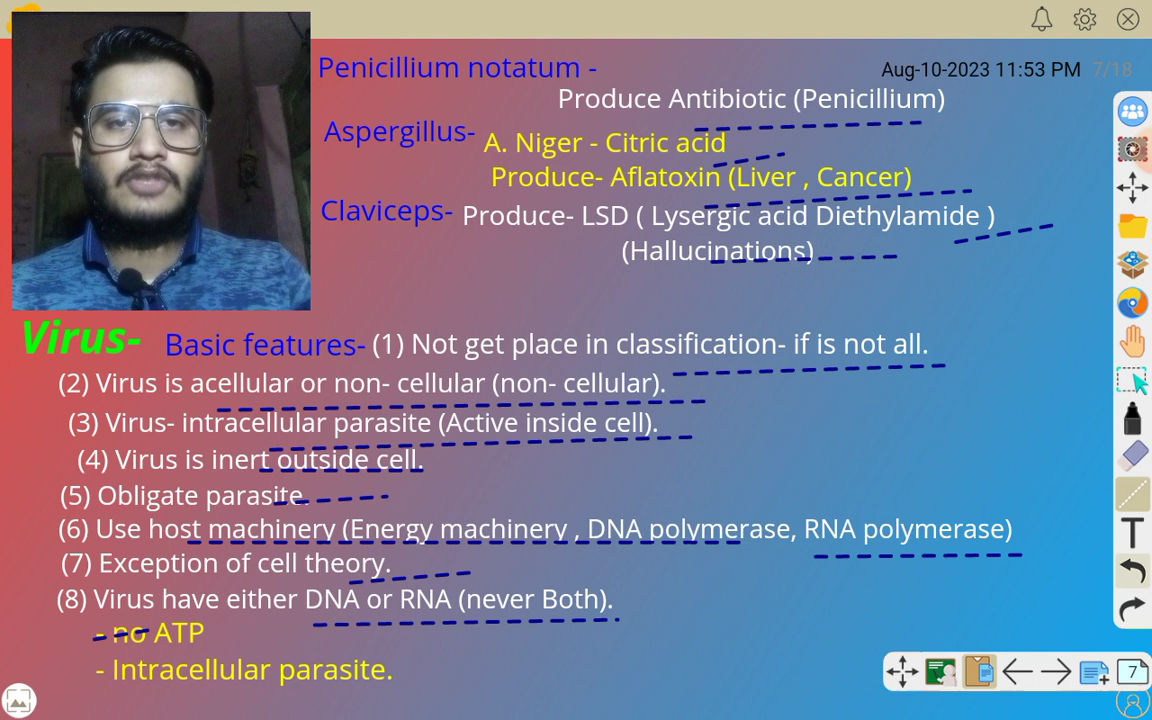 Penicillium notatum -
Aug-10-2023 11:53 PM 7/18
Produce Antibiotic (Penicillium)
Aspergillus- A. Niger - Citric acid
Produce- Aflatoxin (Liver , Cancer)
Claviceps- Produce- LSD ( Lysergic acid Diethylamide )
(Hallucinations)
Virus- Basic features- (1) Not get place in classification- if is not all.
(2) Virus is acellular or non- cellular (non- cellular).
(3) Virus- intracellular parasite (Active inside cell).
(4) Virus is inert outside cell.
(5) Obligate parasite.
(6) Use host machinery (Energy machinery , DNA polymerase, RNA polymerase)
(7) Exception of cell theory.
(8) Virus have either DNA or RNA (never Both).
- no ATP
- Intracellular parasite.
T
7